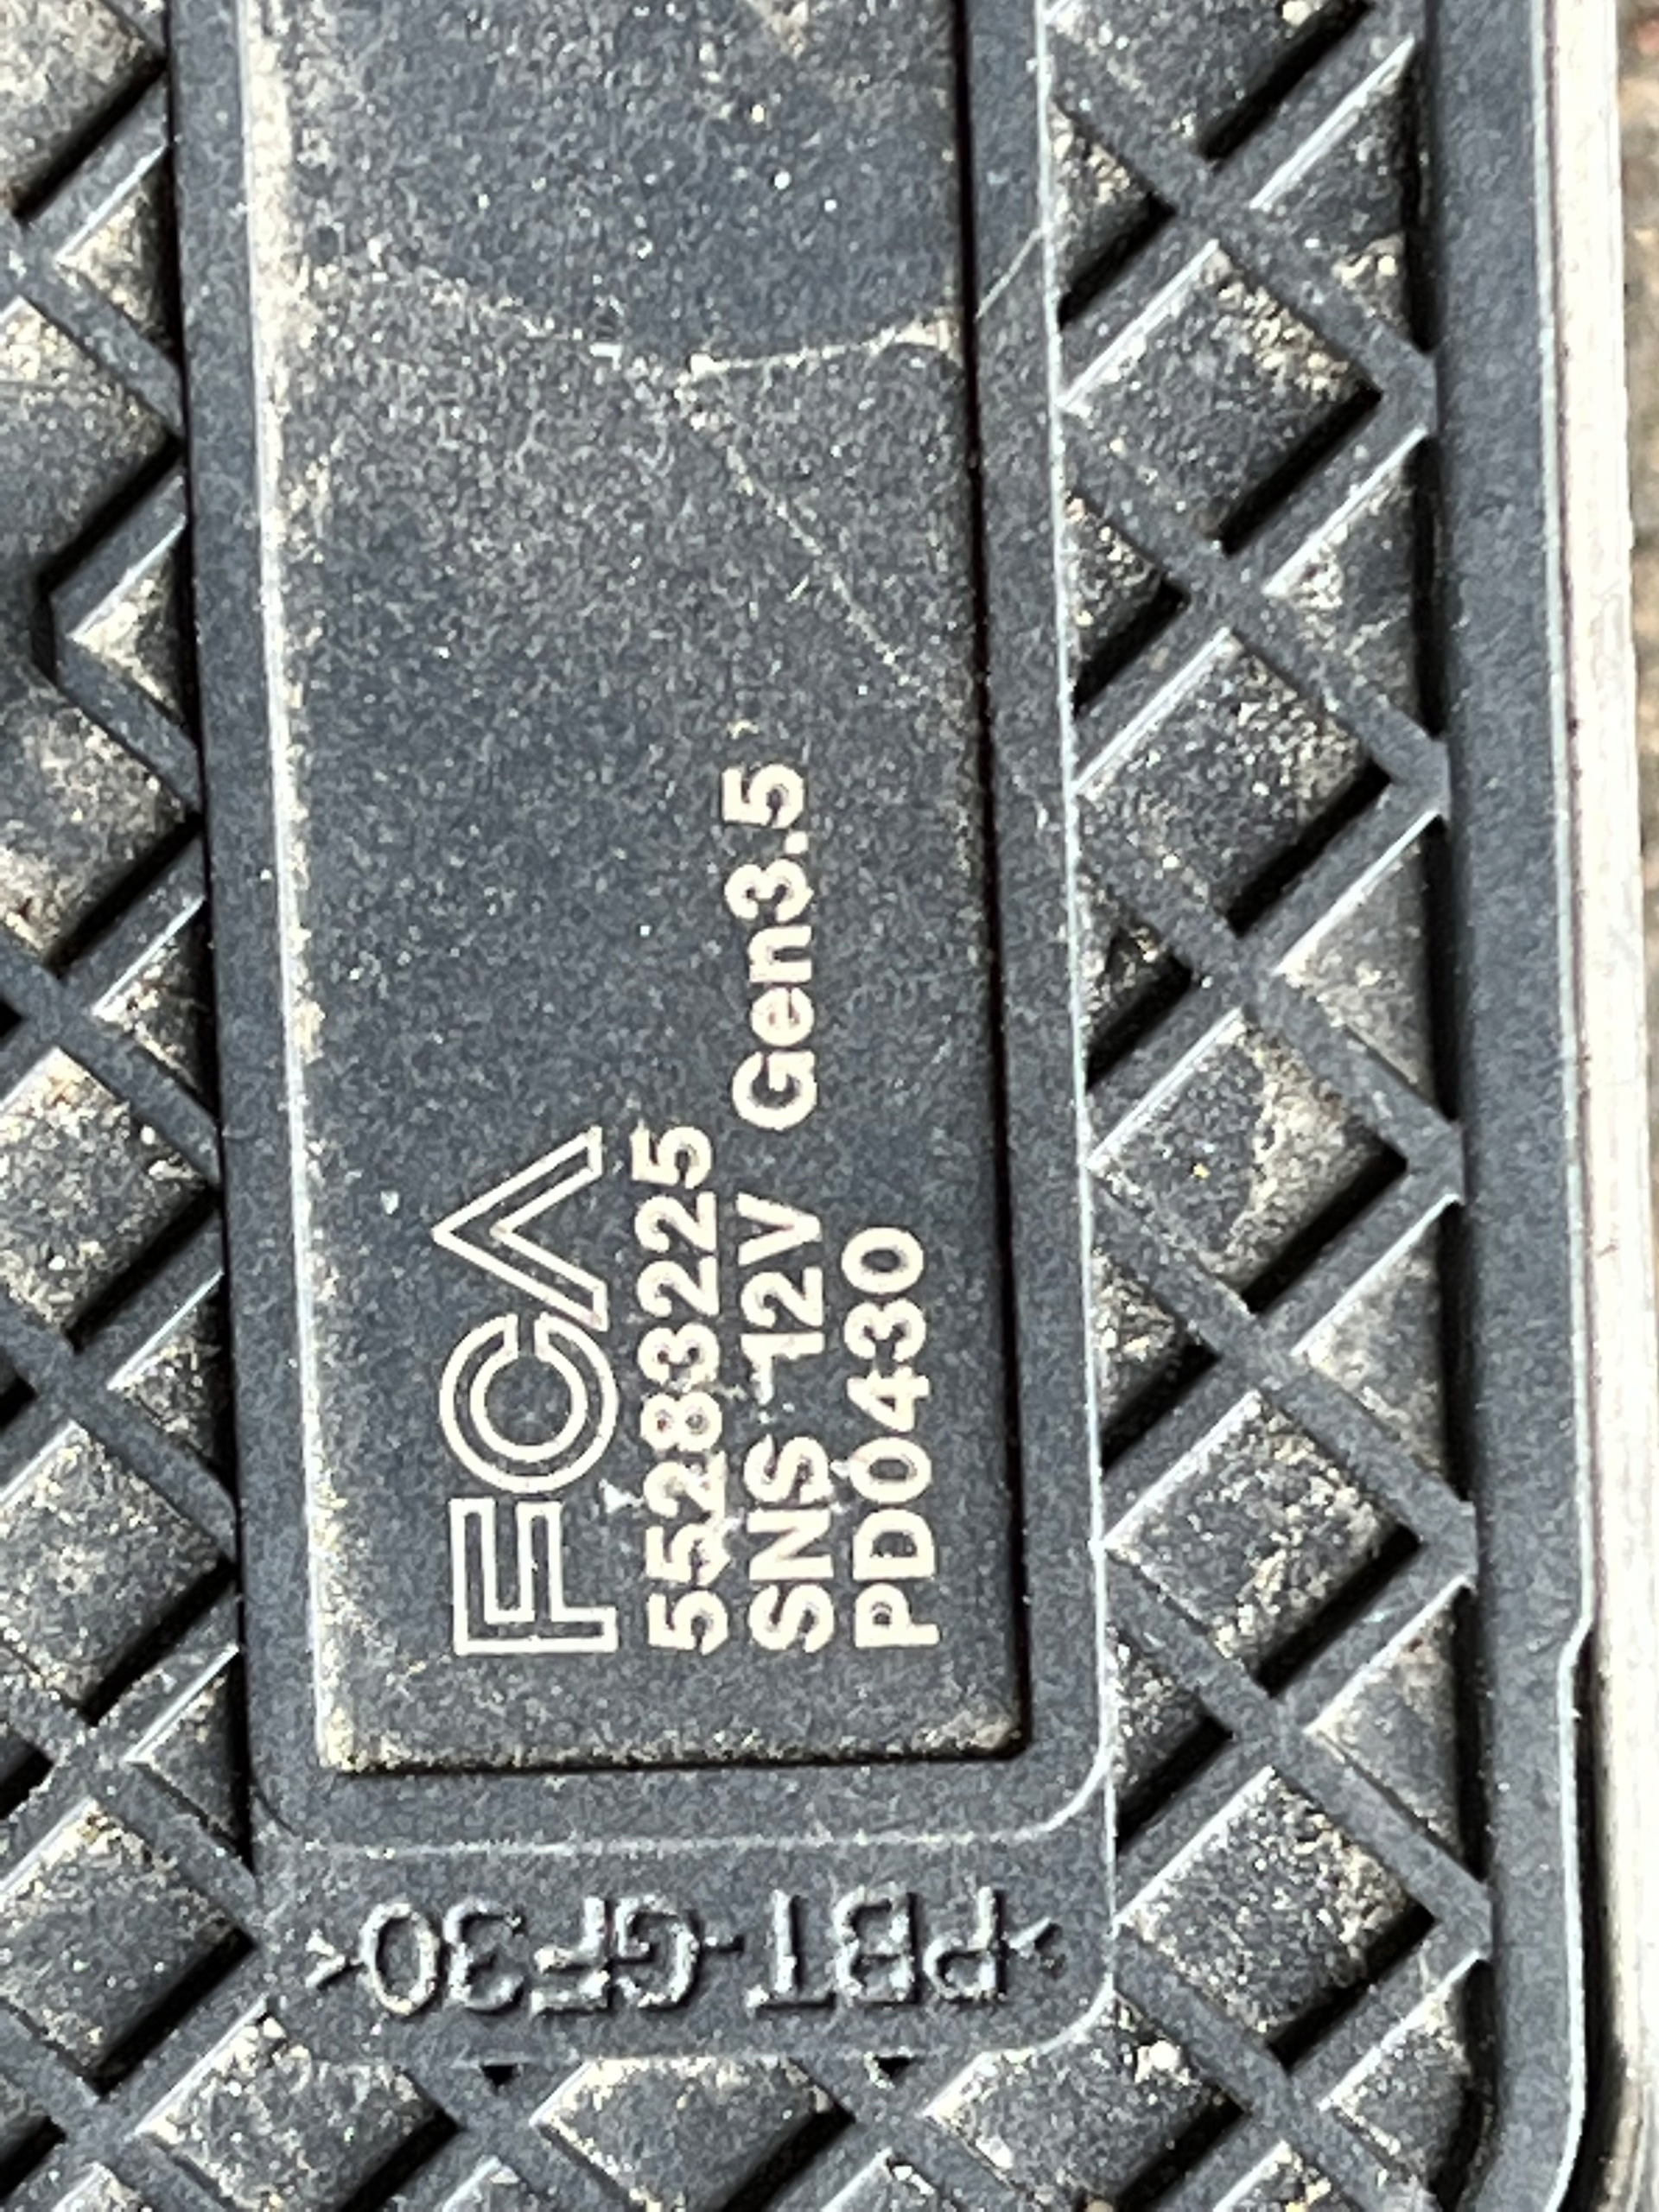 FCA
55283225
SNS 12V Gen3.5
PD0430
>PBT-GF30<